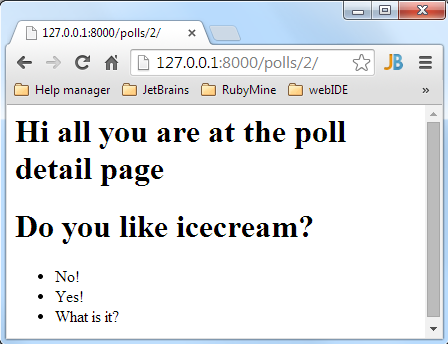 127.0.0.1:8000/polls/2/
127.0.0.1:8000/polls/2/
JB
Help manager JetBrains RubyMine webIDE »
Hi all you are at the poll
detail page
Do you like icecream?
No!
Yes!
What is it?